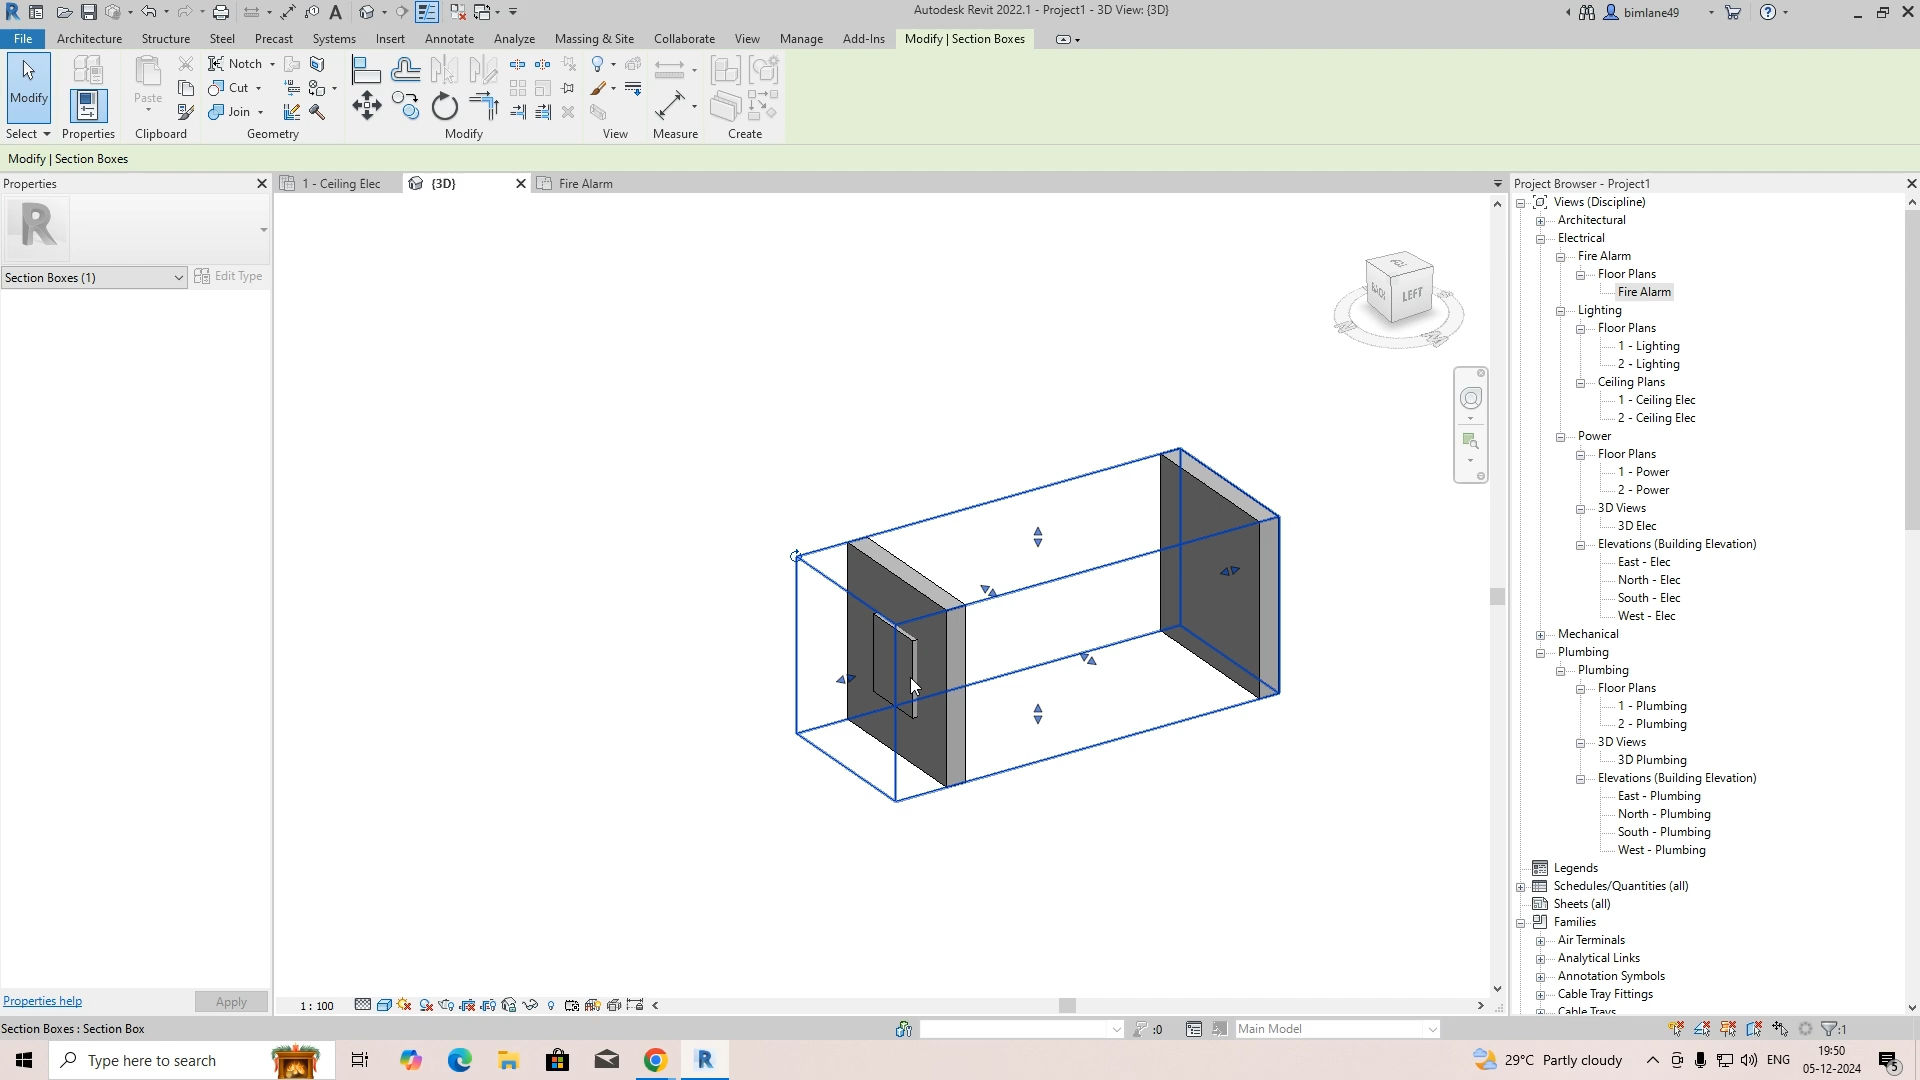 Autodesk Revit 2022.1 - Project1 - 3D View: {3D}
bimlane49
File
Architecture
Structure
Steel
Precast
Systems
Insert
Annotate
Analyze
Massing & Site
Collaborate
View
Manage
Add-Ins
Modify | Section Boxes
Modify
Paste
Notch
Cut
Join
Select
Properties
Clipboard
Geometry
Modify
View
Measure
Create
Modify | Section Boxes
Properties
1 - Ceiling Elec
{3D}
Fire Alarm
Project Browser - Project1
Section Boxes (1)
Edit Type
LEFT
BACK
Views (Discipline)
Architectural
Electrical
Fire Alarm
Floor Plans
Fire Alarm
Lighting
Floor Plans
1 - Lighting
2 - Lighting
Ceiling Plans
1 - Ceiling Elec
2 - Ceiling Elec
Power
Floor Plans
1 - Power
2 - Power
3D Views
3D Elec
Elevations (Building Elevation)
East - Elec
North - Elec
South - Elec
West - Elec
Mechanical
Plumbing
Plumbing
Floor Plans
1 - Plumbing
2 - Plumbing
3D Views
3D Plumbing
Elevations (Building Elevation)
East - Plumbing
North - Plumbing
South - Plumbing
West - Plumbing
Legends
Schedules/Quantities (all)
Sheets (all)
Families
Air Terminals
Analytical Links
Annotation Symbols
Cable Tray Fittings
Cable Trays
Properties help
Apply
1 : 100
Section Boxes : Section Box
:0
Main Model
:1
Type here to search
29°C Partly cloudy
ENG
19:50
05-12-2024
5